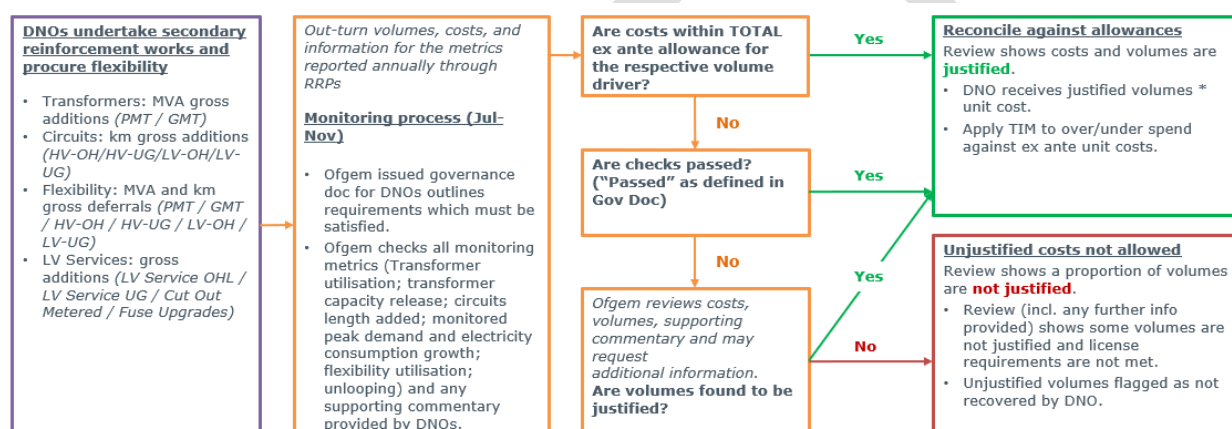 DNOs undertake secondary
reinforcement works and
procure flexibility
• Transformers: MVA gross
additions (PMT / GMT)
• Circuits: km gross additions
(HV-OH/HV-UG/LV-OH/LV-
UG)
• Flexibility: MVA and km
gross deferrals (PMT / GMT
/ HV-OH / HV-UG / LV-OH /
LV-UG)
• LV Services: gross
additions (LV Service OHL /
LV Service UG / Cut Out
Metered / Fuse Upgrades)
Out-turn volumes, costs, and
information for the metrics
reported annually through
RRPs
Monitoring process (Jul-
Nov)
• Ofgem issued governance
doc for DNOs outlines
requirements which must be
satisfied.
• Ofgem checks all monitoring
metrics (Transformer
utilisation; transformer
capacity release; circuits
length added; monitored
peak demand and electricity
consumption growth;
flexibility utilisation;
unlooping) and any
supporting commentary
provided by DNOs.
Are costs within TOTAL
ex ante allowance for
the respective volume
driver?
Yes
No
Are checks passed?
("Passed" as defined in
Gov Doc)
Yes
No
Ofgem reviews costs,
volumes, supporting
commentary and may
request
additional information.
Are volumes found to be
justified?
Yes
No
Reconcile against allowances
Review shows costs and volumes are
justified.
• DNO receives justified volumes *
unit cost.
• Apply TIM to over/under spend
against ex ante unit costs.
Unjustified costs not allowed
Review shows a proportion of volumes
are not justified.
• Review (incl. any further info
provided) shows some volumes are
not justified and license
requirements are not met.
• Unjustified volumes flagged as not
recovered by DNO.